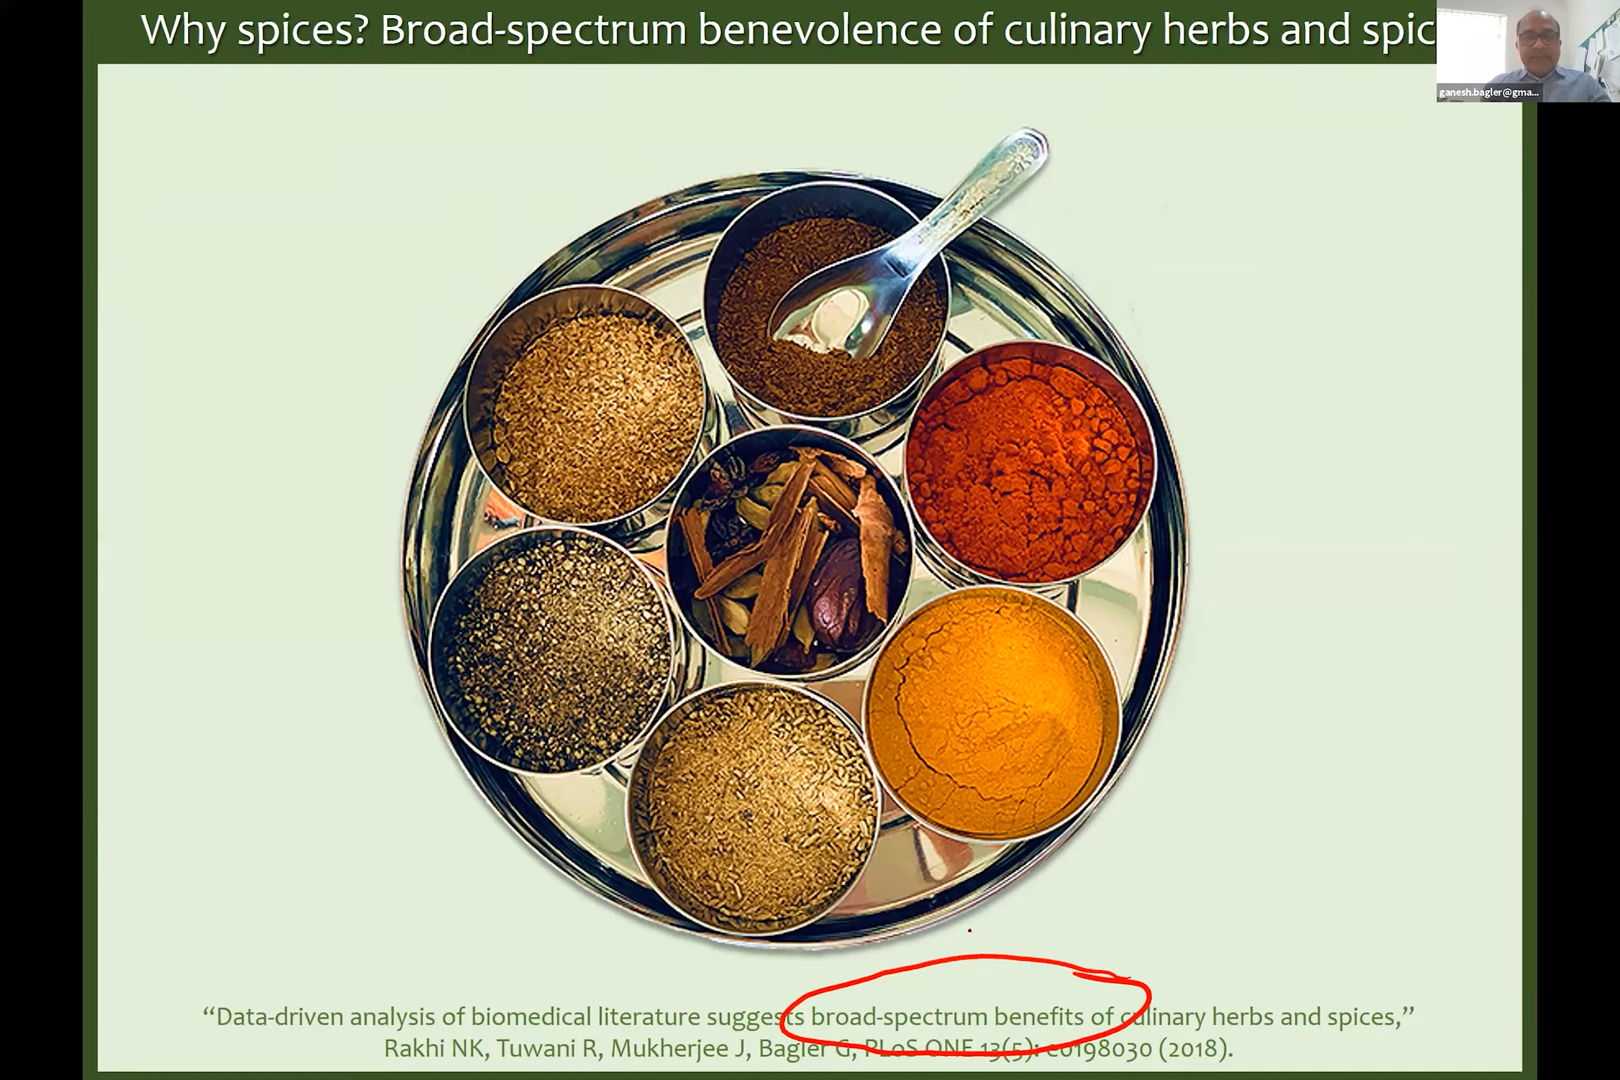 Why spices? Broad-spectrum benevolence of culinary herbs and spic
ganesh.bagler@gma...
“Data-driven analysis of biomedical literature suggests broad-spectrum benefits of culinary herbs and spices,”
Rakhi NK, Tuwani R, Mukherjee J, Bagler G, PLoS ONE 13(5): e0198030 (2018).